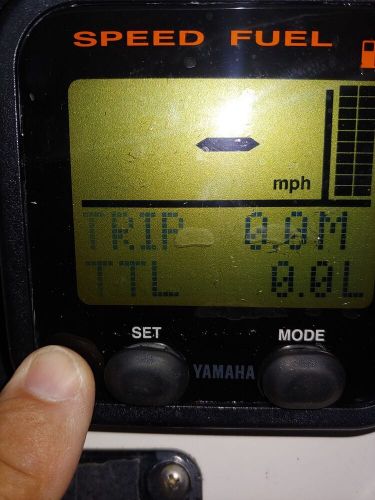 SPEED FUEL
mph
TRIP 0.0M
TTL 0.0L
SET MODE
YAMAHA